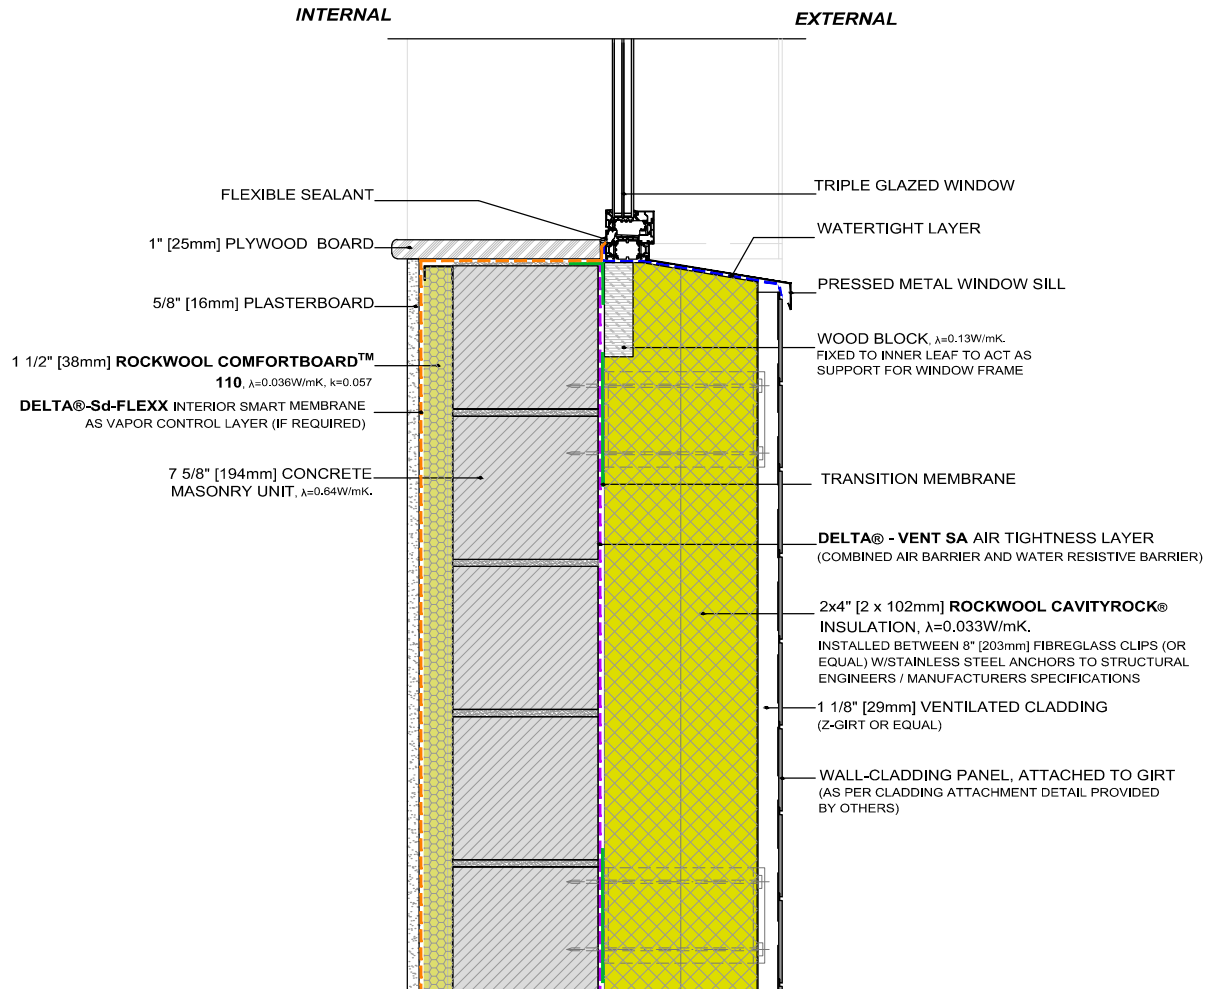 INTERNAL
EXTERNAL
FLEXIBLE SEALANT
1" [25mm] PLYWOOD BOARD
5/8" [16mm] PLASTERBOARD
1 1/2" [38mm] ROCKWOOL COMFORTBOARD™
110, λ=0.036W/mK, k=0.057
DELTA®-Sd-FLEXX INTERIOR SMART MEMBRANE
AS VAPOR CONTROL LAYER (IF REQUIRED)
7 5/8" [194mm] CONCRETE
MASONRY UNIT, λ=0.64W/mK.
TRIPLE GLAZED WINDOW
WATERTIGHT LAYER
PRESSED METAL WINDOW SILL
WOOD BLOCK, λ=0.13W/mK.
FIXED TO INNER LEAF TO ACT AS
SUPPORT FOR WINDOW FRAME
TRANSITION MEMBRANE
DELTA® - VENT SA AIR TIGHTNESS LAYER
(COMBINED AIR BARRIER AND WATER RESISTIVE BARRIER)
2x4" [2 x 102mm] ROCKWOOL CAVITYROCK®
INSULATION, λ=0.033W/mK.
INSTALLED BETWEEN 8" [203mm] FIBREGLASS CLIPS (OR
EQUAL) W/STAINLESS STEEL ANCHORS TO STRUCTURAL
ENGINEERS / MANUFACTURERS SPECIFICATIONS
1 1/8" [29mm] VENTILATED CLADDING
(Z-GIRT OR EQUAL)
WALL-CLADDING PANEL, ATTACHED TO GIRT
(AS PER CLADDING ATTACHMENT DETAIL PROVIDED
BY OTHERS)